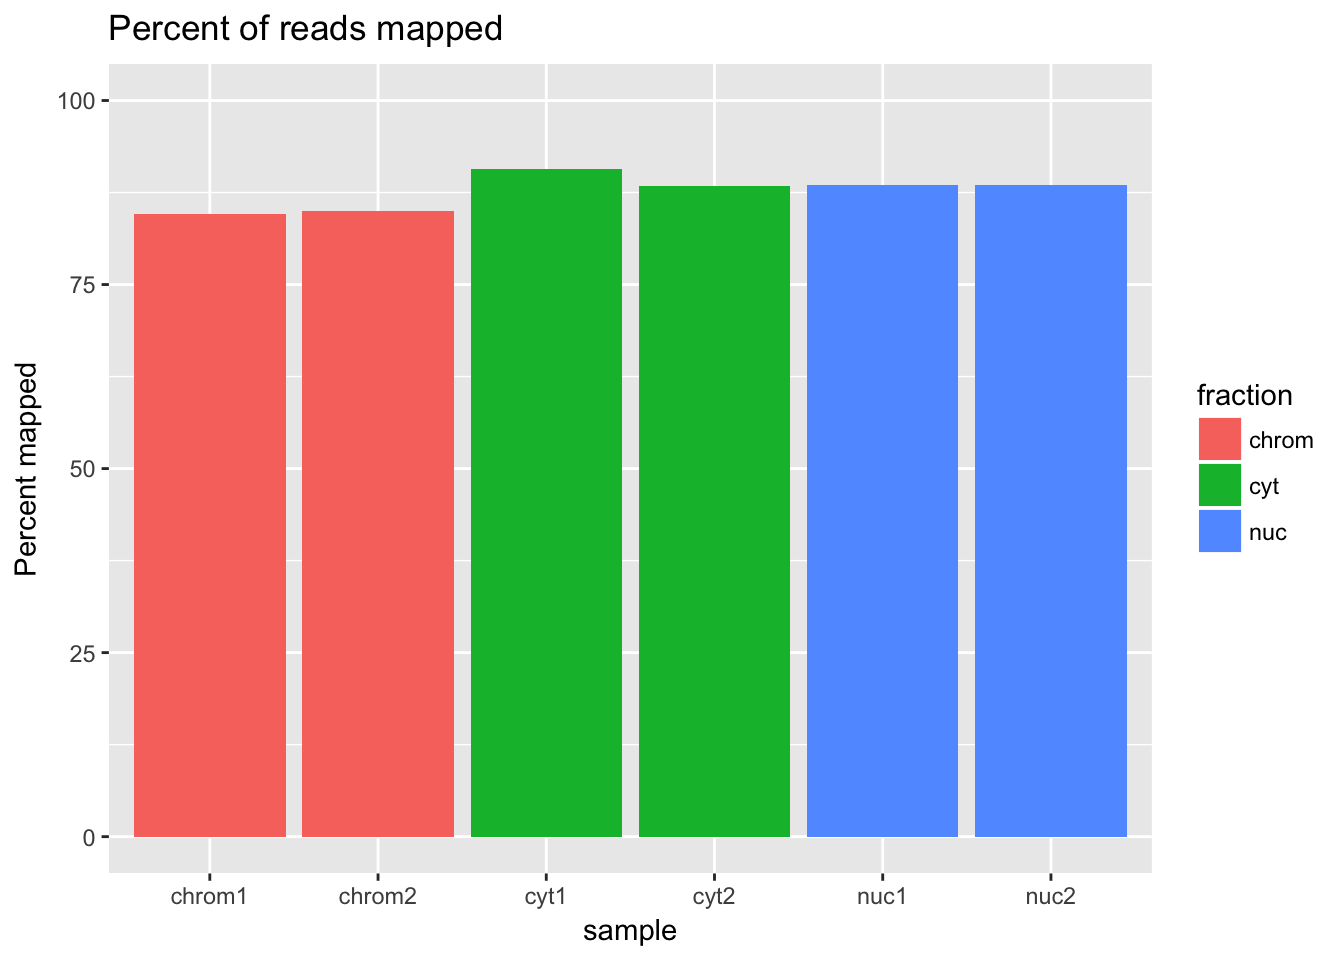 Percent of reads mapped
100
75
50
25
0
Percent mapped
chrom1 chrom2 cyt1 cyt2 nuc1 nuc2
sample
fraction
chrom
cyt
nuc